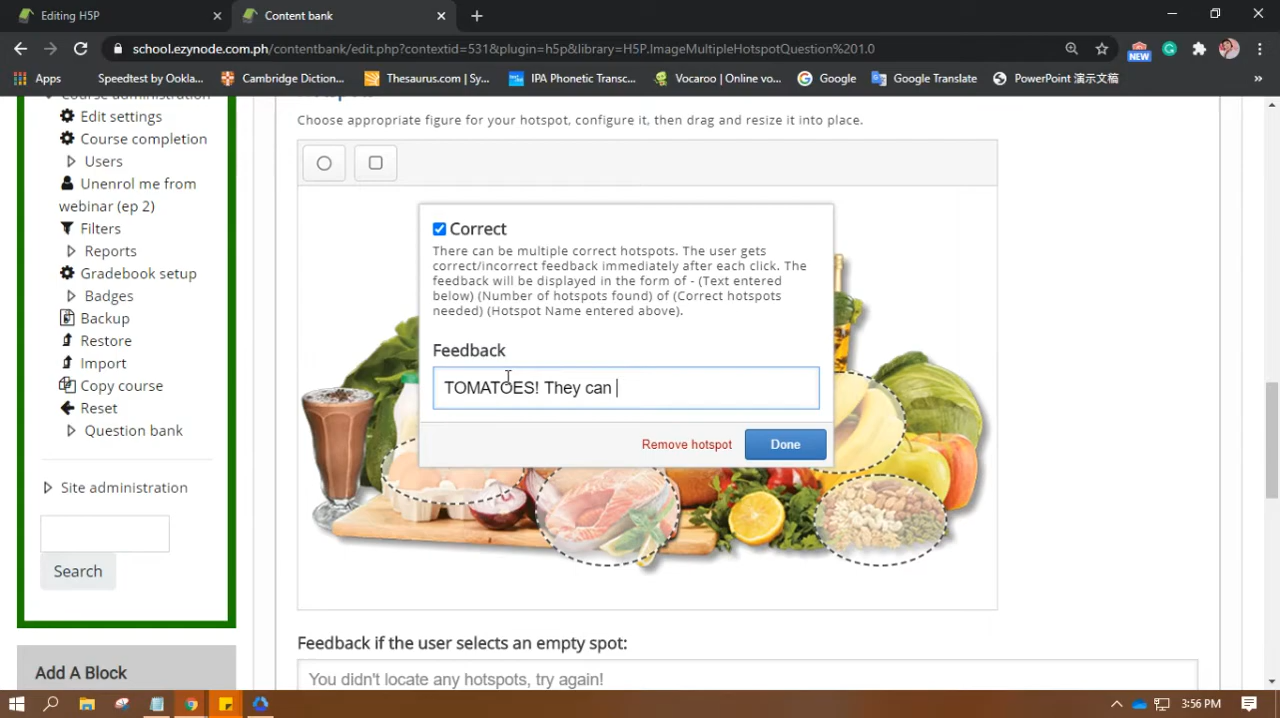 Editing H5P
Content bank
school.ezynode.com.ph/contentbank/edit.php?contextid=531&plugin=h5p&library=H5P.ImageMultipleHotspotQuestion%201.0
NEW
Apps
Speedtest by Ookla...
Cambridge Diction...
Thesaurus.com | Sy...
IPA Phonetic Transc...
Vocaroo | Online vo...
Google
Google Translate
PowerPoint 演示文稿
»
Course administration
Edit settings
Course completion
Users
Unenrol me from
webinar (ep 2)
Filters
Reports
Gradebook setup
Badges
Backup
Restore
Import
Copy course
Reset
Question bank
Site administration
Search
Add A Block
Hotspots
Choose appropriate figure for your hotspot, configure it, then drag and resize it into place.
Correct
There can be multiple correct hotspots. The user gets
correct/incorrect feedback immediately after each click. The
feedback will be displayed in the form of - (Text entered
below) (Number of hotspots found) of (Correct hotspots
needed) (Hotspot Name entered above).
Feedback
TOMATOES! They can
Remove hotspot
Done
Feedback if the user selects an empty spot:
You didn't locate any hotspots, try again!
3:56 PM